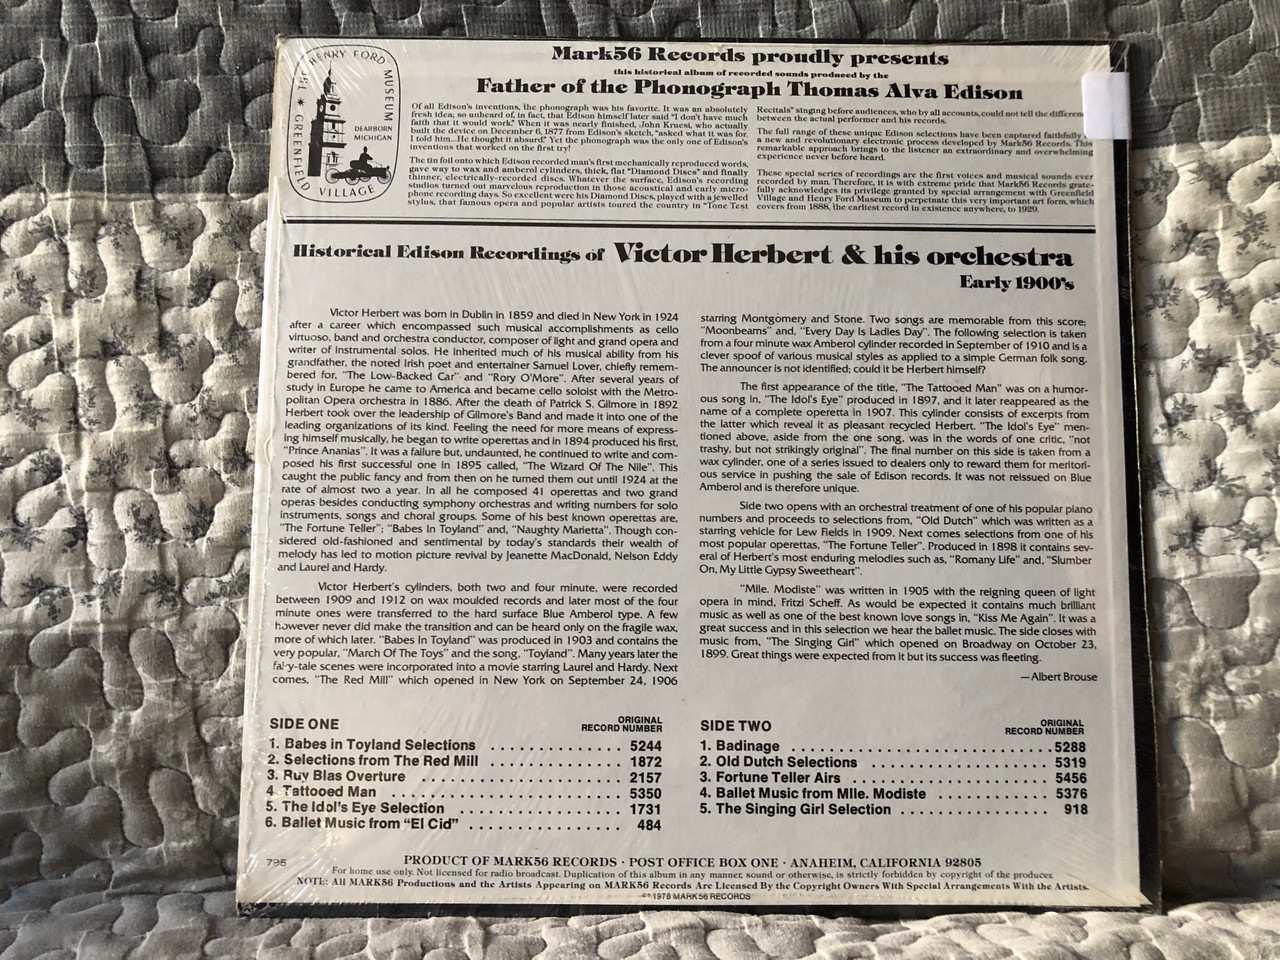 THE GREENFIELD VILLAGE
HENRY FORD MUSEUM
DEARBORN
MICHIGAN
Mark56 Records proudly presents
this historical album of recorded sounds produced by the
Father of the Phonograph Thomas Alva Edison
Of all Edison's inventions, the phonograph was his favorite. It was an absolutely
fresh idea; so unheard of, in fact, that Edison himself later said "I don't have much
faith that it would work." When it was nearly finished, John Kruesi, who actually
built the device on December 6, 1877 from Edison's sketch, "asked what it was for.
I told him...He thought it absurd." Yet the phonograph was the only one of Edison's
inventions that worked on the first try!
The tin foil onto which Edison recorded man's first mechanically reproduced words,
gave way to wax and amberol cylinders, thick, flat "Diamond Discs" and finally
thinner, electrically-recorded discs. Whatever the surface, Edison's recording
studios turned out marvelous reproduction in those acoustical and early micro-
phone recording days. So excellent were his Diamond Discs, played with a jewelled
stylus, that famous opera and popular artists toured the country in "Tone Test
Recitals" singing before audiences, who by all accounts, could not tell the differen
between the actual performer and his records.
The full range of these unique Edison selections have been captured faithfully
a new and revolutionary electronic process developed by Mark56 Records. This
remarkable approach brings to the listener an extraordinary and overwhelming
experience never before heard.
These special series of recordings are the first voices and musical sounds ever
recorded by man. Therefore, it is with extreme pride that Mark56 Records grate-
fully acknowledges its privilege granted by special arrangement with Greenfield
Village and Henry Ford Museum to perpetuate this very important art form, which
covers from 1888, the earliest record in existence anywhere, to 1929.
Historical Edison Recordings of Victor Herbert & his orchestra
Early 1900's
Victor Herbert was born in Dublin in 1859 and died in New York in 1924
after a career which encompassed such musical accomplishments as cello
virtuoso, band and orchestra conductor, composer of light and grand opera and
writer of instrumental solos. He inherited much of his musical ability from his
grandfather, the noted Irish poet and entertainer Samuel Lover, chiefly remem-
bered for, "The Low-Backed Car" and "Rory O'More". After several years of
study in Europe he came to America and became cello soloist with the Metro-
politan Opera orchestra in 1886. After the death of Patrick S. Gilmore in 1892
Herbert took over the leadership of Gilmore's Band and made it into one of the
leading organizations of its kind. Feeling the need for more means of express-
ing himself musically, he began to write operettas and in 1894 produced his first,
"Prince Ananias". It was a failure but, undaunted, he continued to write and com-
posed his first successful one in 1895 called, "The Wizard Of The Nile". This
caught the public fancy and from then on he turned them out until 1924 at the
rate of almost two a year. In all he composed 41 operettas and two grand
operas besides conducting symphony orchestras and writing numbers for solo
instruments, songs and choral groups. Some of his best known operettas are,
"The Fortune Teller"; "Babes In Toyland" and, "Naughty Marietta". Though con-
sidered old-fashioned and sentimental by today's standards their wealth of
melody has led to motion picture revival by Jeanette MacDonald, Nelson Eddy
and Laurel and Hardy.
Victor Herbert's cylinders, both two and four minute, were recorded
between 1909 and 1912 on wax moulded records and later most of the four
minute ones were transferred to the hard surface Blue Amberol type. A few
however never did make the transition and can be heard only on the fragile wax,
more of which later. "Babes In Toyland" was produced in 1903 and contains the
very popular, "March Of The Toys" and the song, "Toyland". Many years later the
fairy-tale scenes were incorporated into a movie starring Laurel and Hardy. Next
comes, "The Red Mill" which opened in New York on September 24, 1906
starring Montgomery and Stone. Two songs are memorable from this score;
"Moonbeams" and, "Every Day Is Ladies Day". The following selection is taken
from a four minute wax Amberol cylinder recorded in September of 1910 and is a
clever spoof of various musical styles as applied to a simple German folk song.
The announcer is not identified; could it be Herbert himself?
The first appearance of the title, "The Tattooed Man" was on a humor-
ous song in, "The Idol's Eye" produced in 1897, and it later reappeared as the
name of a complete operetta in 1907. This cylinder consists of excerpts from
the latter which reveal it as pleasant recycled Herbert. "The Idol's Eye" men-
tioned above, aside from the one song, was in the words of one critic, "not
trashy, but not strikingly original". The final number on this side is taken from a
wax cylinder, one of a series issued to dealers only to reward them for meritori-
ous service in pushing the sale of Edison records. It was not reissued on Blue
Amberol and is therefore unique.
Side two opens with an orchestral treatment of one of his popular piano
numbers and proceeds to selections from, "Old Dutch" which was written as a
starring vehicle for Lew Fields in 1909. Next comes selections from one of his
most popular operettas, "The Fortune Teller". Produced in 1898 it contains sev-
eral of Herbert's most enduring melodies such as, "Romany Life" and, "Slumber
On, My Little Gypsy Sweetheart".
"Mlle. Modiste" was written in 1905 with the reigning queen of light
opera in mind, Fritzi Scheff. As would be expected it contains much brilliant
music as well as one of the best known love songs in, "Kiss Me Again". It was a
great success and in this selection we hear the ballet music. The side closes with
music from, "The Singing Girl" which opened on Broadway on October 23,
1899. Great things were expected from it but its success was fleeting.
—Albert Brouse
SIDE ONE ORIGINAL RECORD NUMBER
1. Babes in Toyland Selections . . . . . . . . . . . . . . 5244
2. Selections from The Red Mill . . . . . . . . . . . . . 1872
3. Ruy Blas Overture . . . . . . . . . . . . . . . . . . . . 2157
4. Tattooed Man . . . . . . . . . . . . . . . . . . . . . . . 5350
5. The Idol's Eye Selection . . . . . . . . . . . . . . . . 1731
6. Ballet Music from "El Cid" . . . . . . . . . . . . . . . 484
SIDE TWO ORIGINAL RECORD NUMBER
1. Badinage . . . . . . . . . . . . . . . . . . . . . . . . . 5288
2. Old Dutch Selections . . . . . . . . . . . . . . . . . . 5319
3. Fortune Teller Airs . . . . . . . . . . . . . . . . . . . 5456
4. Ballet Music from Mlle. Modiste . . . . . . . . . . . 5376
5. The Singing Girl Selection . . . . . . . . . . . . . . . 918
795
PRODUCT OF MARK56 RECORDS · POST OFFICE BOX ONE · ANAHEIM, CALIFORNIA 92805
For home use only. Not licensed for radio broadcast. Duplication of this album in any manner, sound or otherwise, is strictly forbidden by copyright of the producer.
NOTE: All MARK56 Productions and the Artists Appearing on MARK56 Records Are Licensed By the Copyright Owners With Special Arrangements With the Artists.
1978 MARK 56 RECORDS